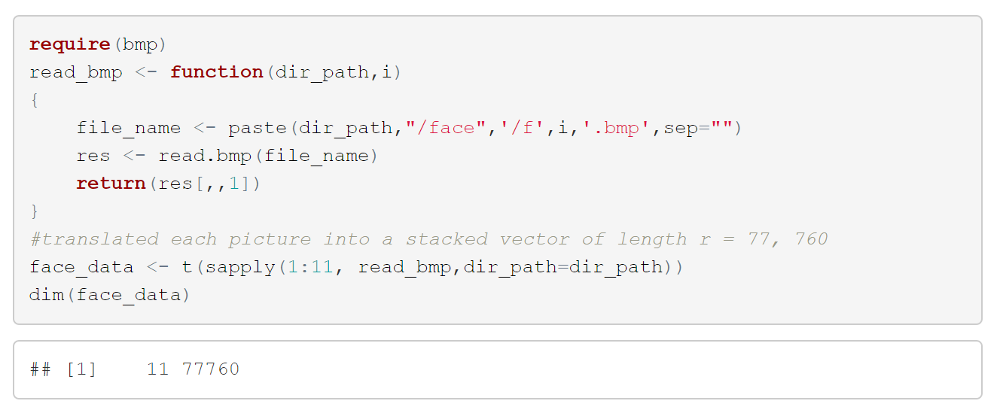 require(bmp)
read_bmp <- function(dir_path,i)
{
    file_name <- paste(dir_path,"/face",'/f',i,'.bmp',sep="")
    res <- read.bmp(file_name)
    return(res[,,1])
}
#translated each picture into a stacked vector of length r = 77, 760
face_data <- t(sapply(1:11, read_bmp,dir_path=dir_path))
dim(face_data)
## [1]    11 77760